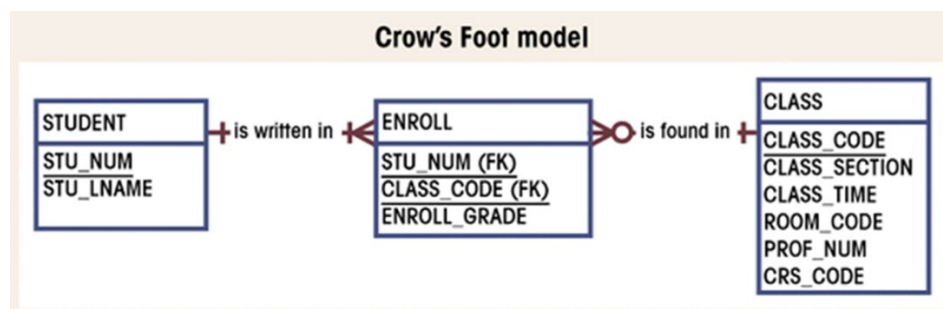 Crow's Foot model
STUDENT
STU_NUM
STU_LNAME
is written in
ENROLL
STU_NUM (FK)
CLASS_CODE (FK)
ENROLL_GRADE
is found in
CLASS
CLASS_CODE
CLASS_SECTION
CLASS_TIME
ROOM_CODE
PROF_NUM
CRS_CODE